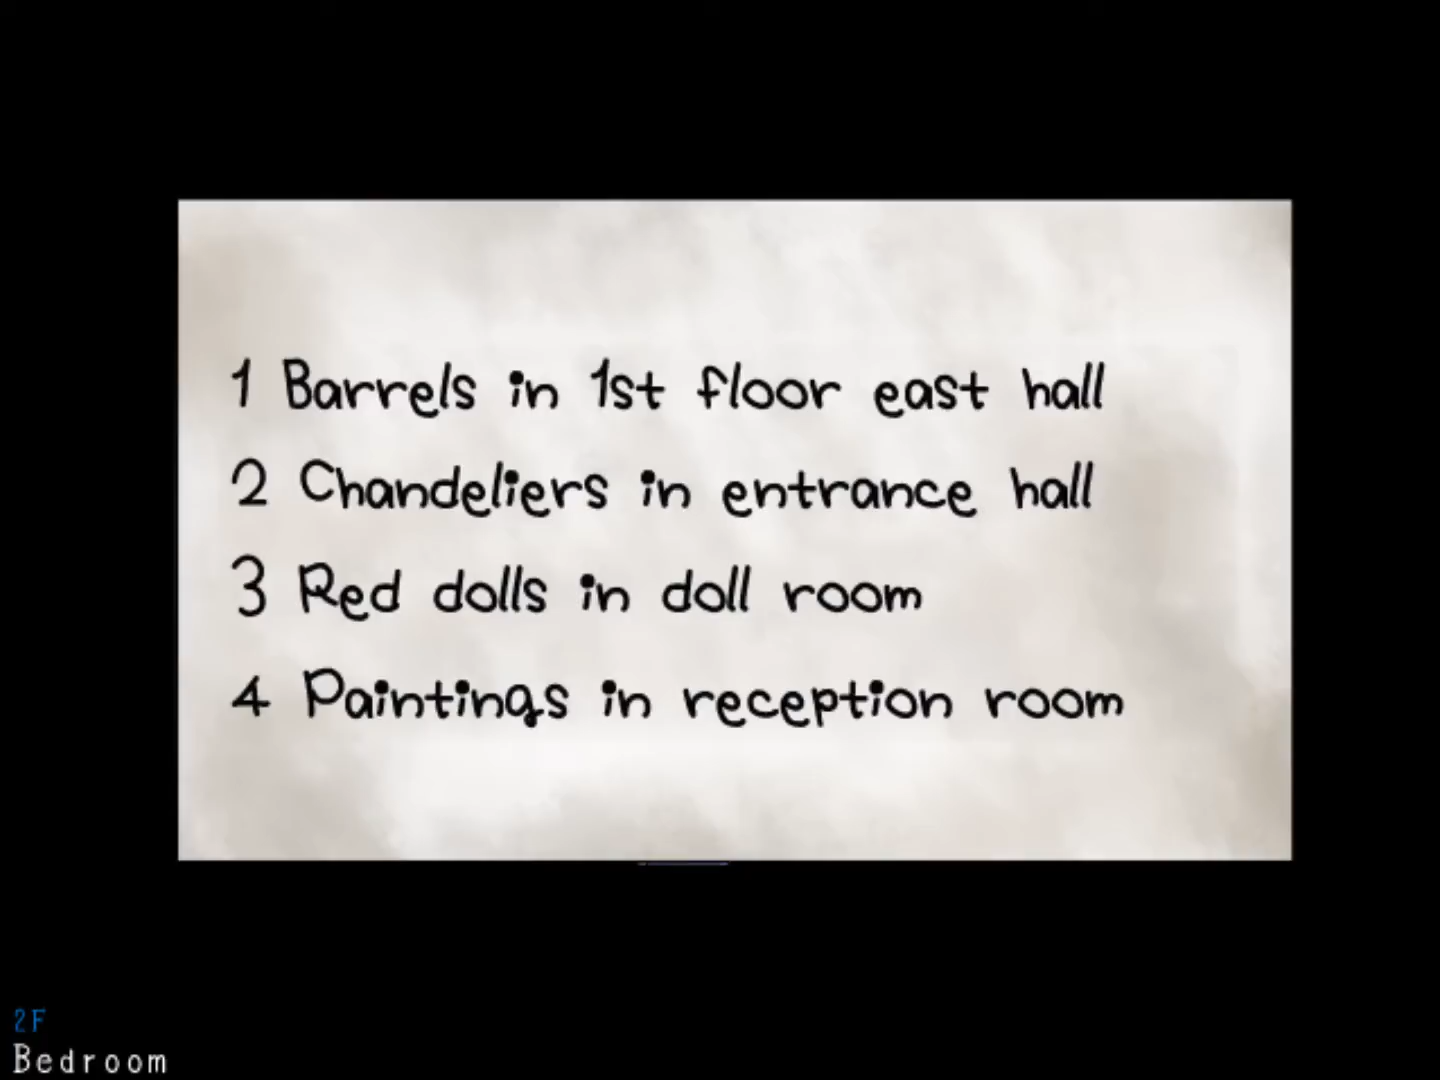 1 Barrels in 1st floor east hall
2 Chandeliers in entrance hall
3 Red dolls in doll room
4 Paintings in reception room
2F
Bedroom